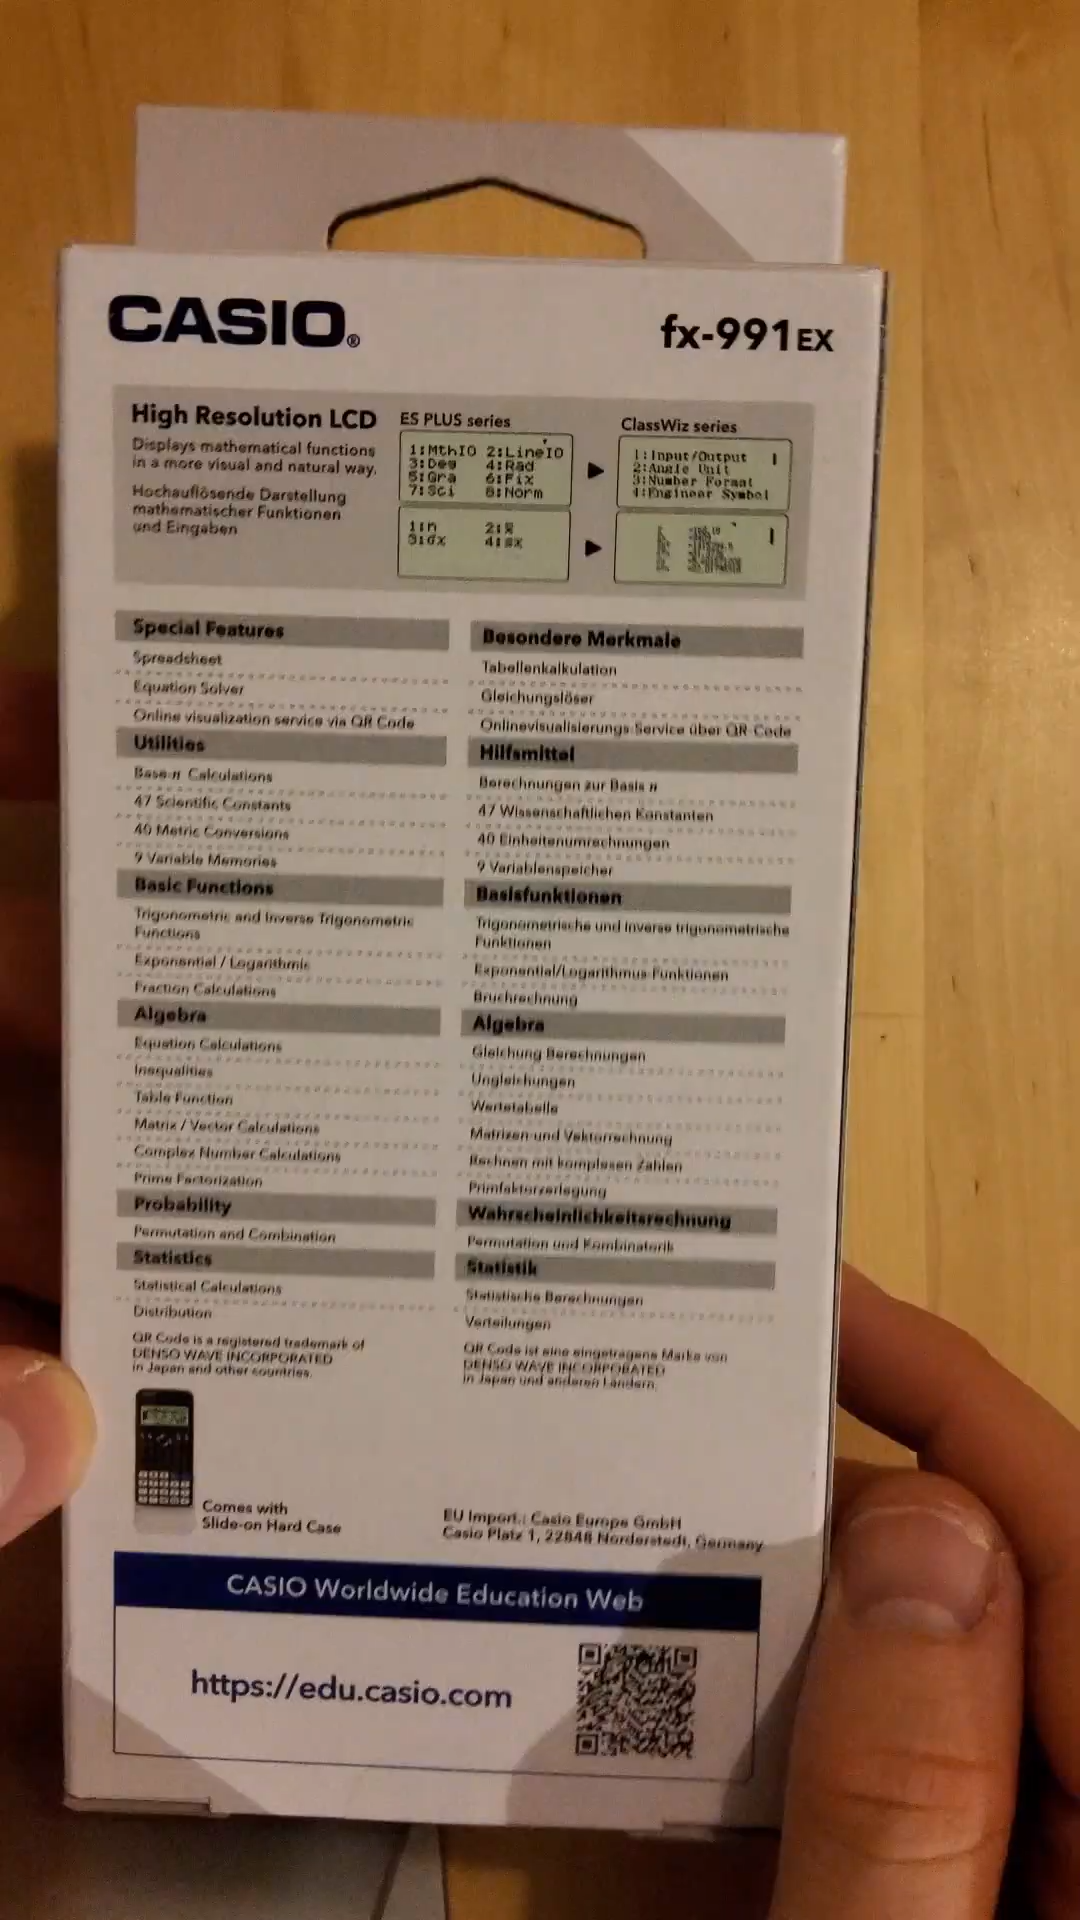 CASIO®
fx-991EX
High Resolution LCD
Displays mathematical functions
in a more visual and natural way.
Hochauflösende Darstellung
mathematischer Funktionen
und Eingaben
ES PLUS series
1:MthIO 2:LineIO
3:Deg 4:Rad
5:Gra 6:Fix
7:Sci 8:Norm
ClassWiz series
1:Input/Output
2:Angle Unit
3:Number Format
4:Engineer Symbol
Special Features
Spreadsheet
Equation Solver
Online visualization service via QR Code
Utilities
Base-n Calculations
47 Scientific Constants
40 Metric Conversions
9 Variable Memories
Basic Functions
Trigonometric and Inverse Trigonometric
Functions
Exponential / Logarithmic
Fraction Calculations
Algebra
Equation Calculations
Inequalities
Table Function
Matrix / Vector Calculations
Complex Number Calculations
Prime Factorization
Probability
Permutation and Combination
Statistics
Statistical Calculations
Distribution
QR Code is a registered trademark of
DENSO WAVE INCORPORATED
in Japan and other countries.
Besondere Merkmale
Tabellenkalkulation
Gleichungslöser
Onlinevisualisierungs-Service über QR-Code
Hilfsmittel
Berechnungen zur Basis n
47 Wissenschaftlichen Konstanten
40 Einheitenumrechnungen
9 Variablenspeicher
Basisfunktionen
Trigonometrische und Inverse trigonometrische
Funktionen
Exponential/Logarithmus Funktionen
Bruchrechnung
Algebra
Gleichung Berechnungen
Ungleichungen
Wertetabelle
Matrizen-und Vektorrechnung
Rechnen mit komplexen Zahlen
Primfaktorzerlegung
Wahrscheinlichkeitsrechnung
Permutation und Kombinatorik
Statistik
Statistische Berechnungen
Verteilungen
QR Code ist eine eingetragene Marke von
DENSO WAVE INCORPORATED
in Japan und anderen Ländern.
Comes with
Slide-on Hard Case
EU Import.: Casio Europe GmbH
Casio Platz 1, 22848 Norderstedt, Germany
CASIO Worldwide Education Web
https://edu.casio.com